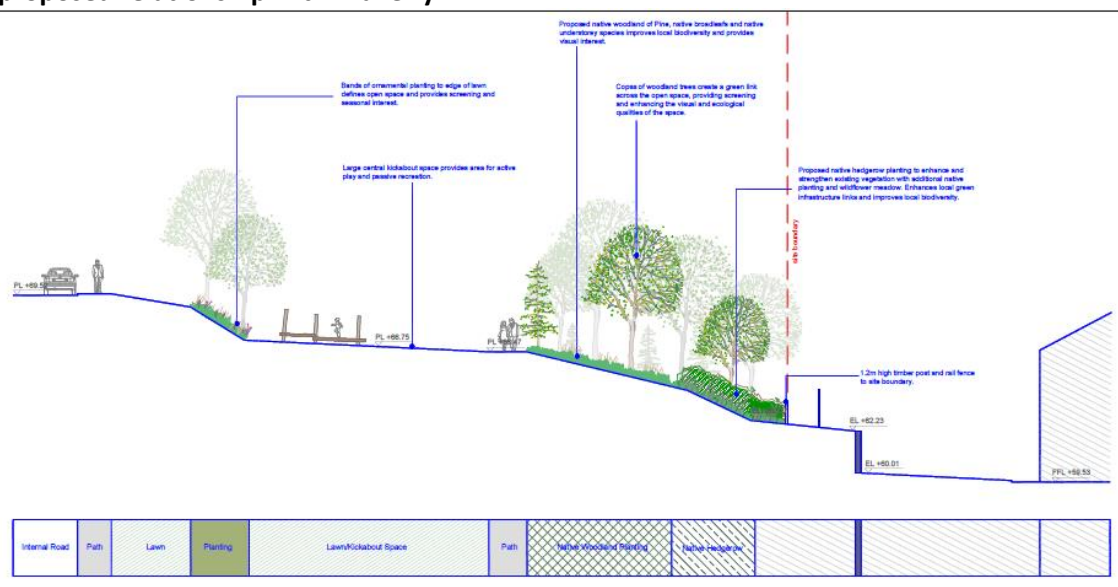 Proposed native woodland of Pine, native broadleafs and native
understorey species improves local biodiversity and provides
visual interest.
Bands of ornamental planting to edge of lawn
defines open space and provides screening and
seasonal interest.
Copse of woodland trees create a green link
across the open space, providing screening
and enhancing the visual and ecological
qualities of the space.
Large central kickabout space provides area for active
play and passive recreation.
Proposed native hedgerow planting to enhance and
strengthen existing vegetation with additional native
planting and wildflower meadow. Enhances local green
infrastructure links and improves local biodiversity.
site boundary
PL +66.75
1.2m high timber post and rail fence
to site boundary.
EL +62.23
EL +60.01
FFL +59.53
Internal Road
Path
Lawn
Planting
Lawn/Kickabout Space
Path
Native Woodland Planting
Native Hedgerow